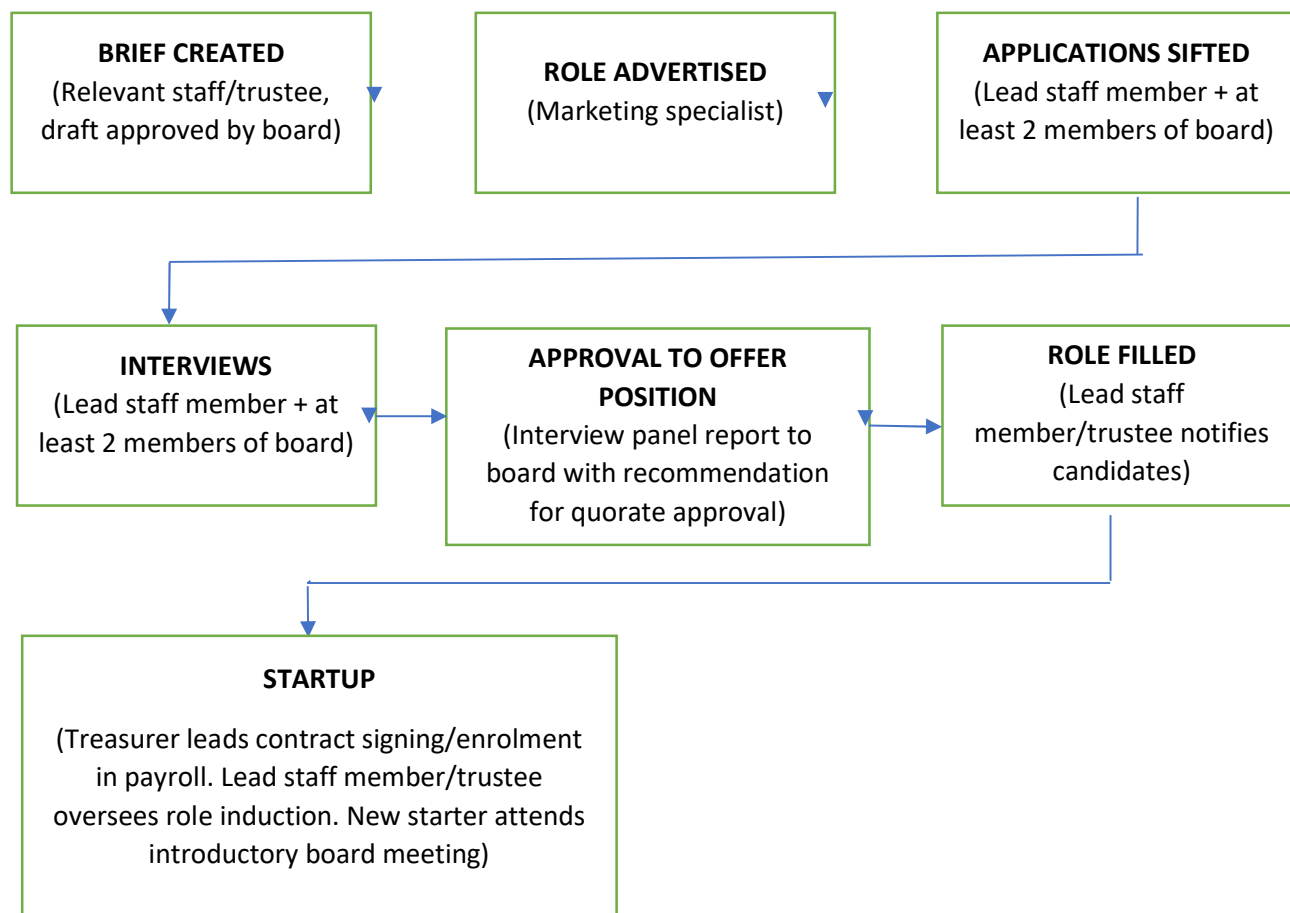 BRIEF CREATED
(Relevant staff/trustee,
draft approved by board)
ROLE ADVERTISED
(Marketing specialist)
APPLICATIONS SIFTED
(Lead staff member + at
least 2 members of board)
INTERVIEWS
(Lead staff member + at
least 2 members of board)
APPROVAL TO OFFER
POSITION
(Interview panel report to
board with recommendation
for quorate approval)
ROLE FILLED
(Lead staff
member/trustee notifies
candidates)
STARTUP
(Treasurer leads contract signing/enrolment
in payroll. Lead staff member/trustee
oversees role induction. New starter attends
introductory board meeting)